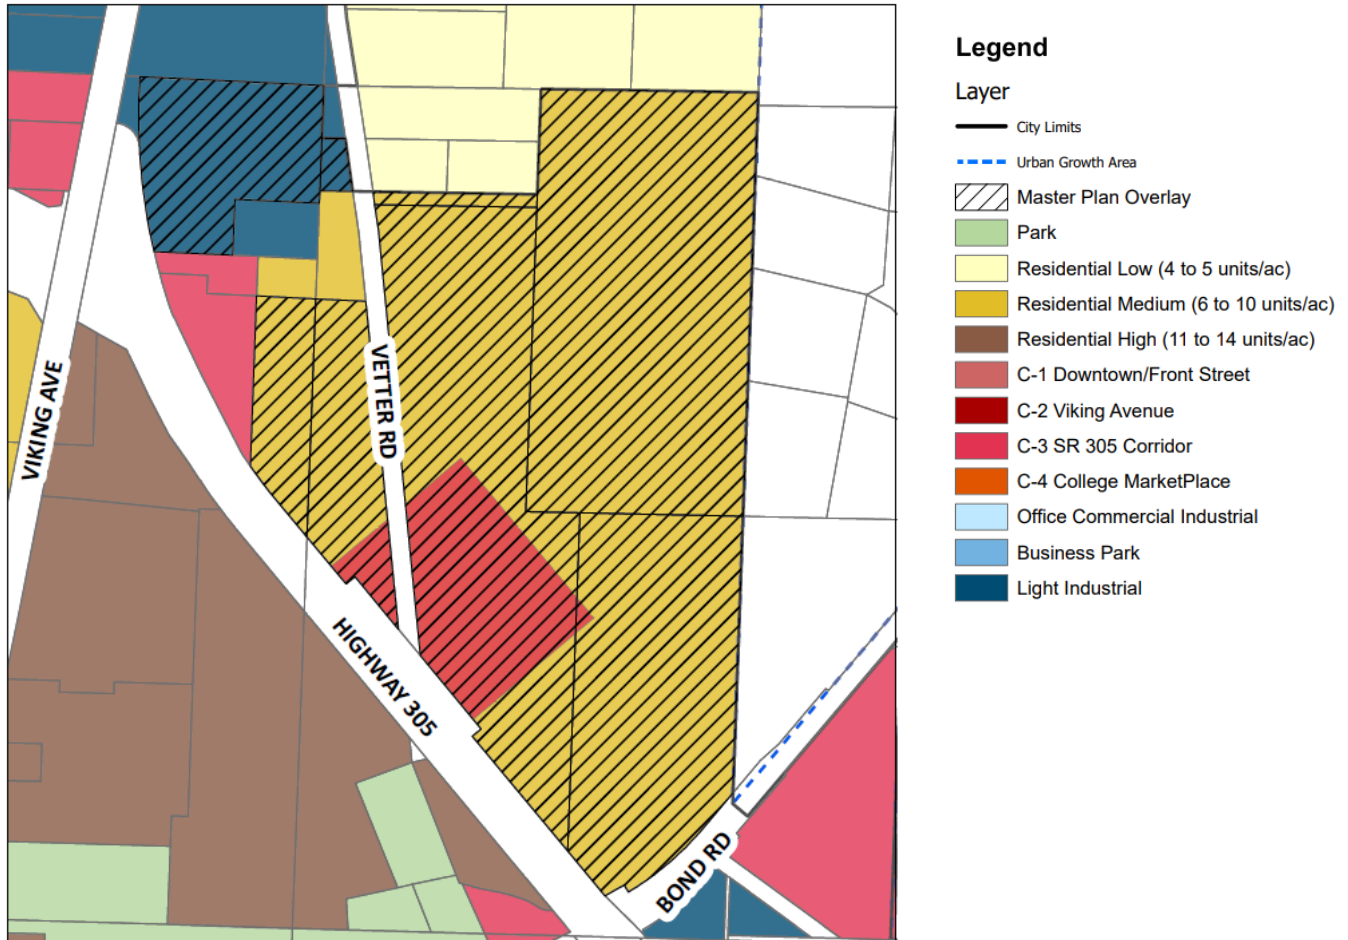 Legend
Layer
City Limits
Urban Growth Area
Master Plan Overlay
Park
Residential Low (4 to 5 units/ac)
Residential Medium (6 to 10 units/ac)
Residential High (11 to 14 units/ac)
C-1 Downtown/Front Street
C-2 Viking Avenue
C-3 SR 305 Corridor
C-4 College MarketPlace
Office Commercial Industrial
Business Park
Light Industrial
VIKING AVE
VETTER RD
HIGHWAY 305
BOND RD